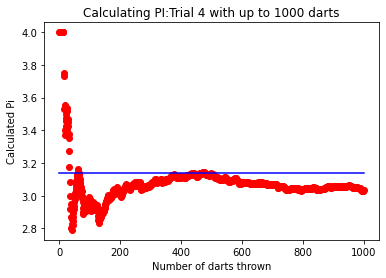 Calculating PI:Trial 4 with up to 1000 darts
Calculated Pi
4.0
3.8
3.6
3.4
3.2
3.0
2.8
0 200 400 600 800 1000
Number of darts thrown